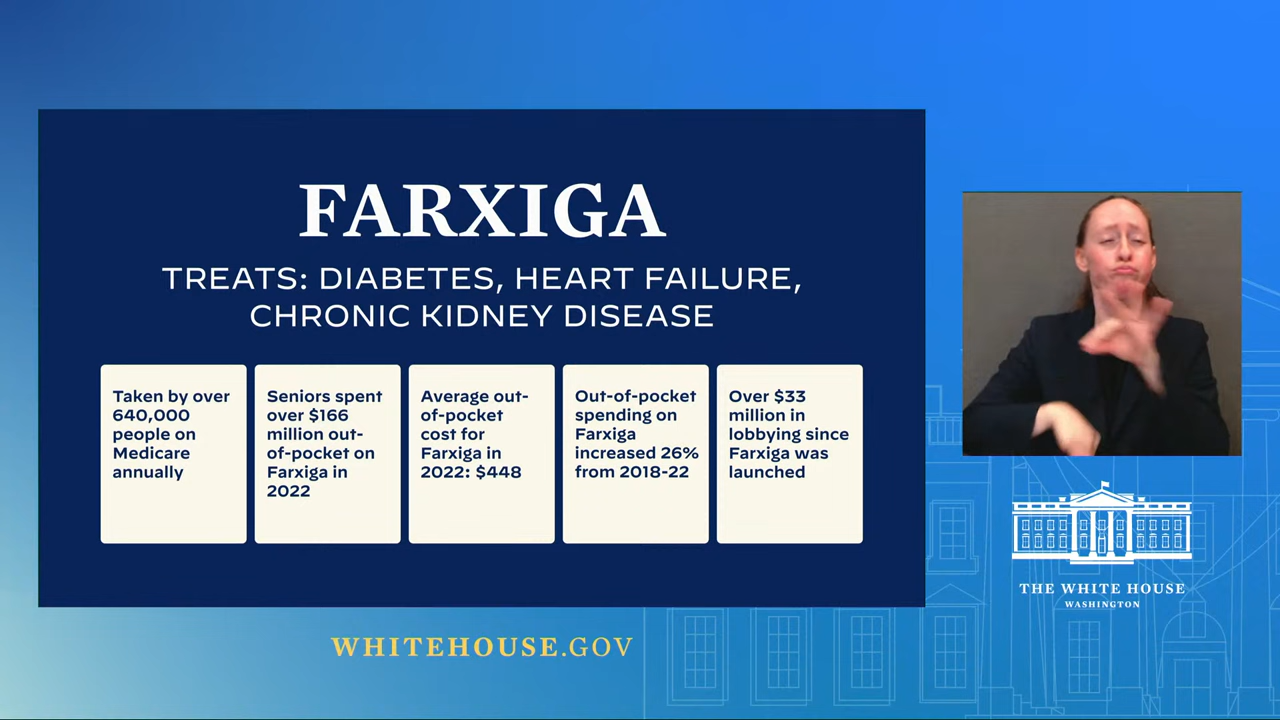 FARXIGA
TREATS: DIABETES, HEART FAILURE,
CHRONIC KIDNEY DISEASE
Taken by over
640,000
people on
Medicare
annually
Seniors spent
over $166
million out-
of-pocket on
Farxiga in
2022
Average out-
of-pocket
cost for
Farxiga in
2022: $448
Out-of-pocket
spending on
Farxiga
increased 26%
from 2018-22
Over $33
million in
lobbying since
Farxiga was
launched
THE WHITE HOUSE
WASHINGTON
WHITEHOUSE.GOV